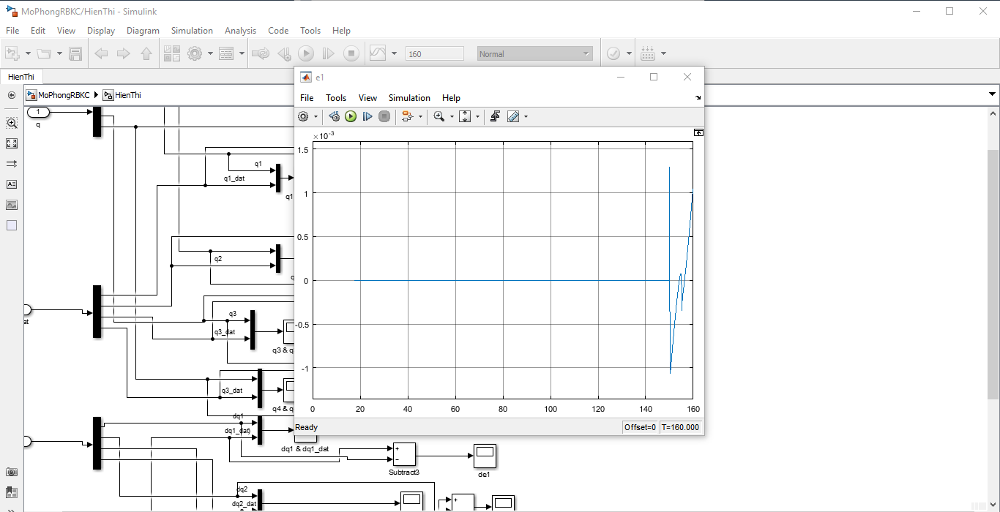 MoPhongRBKC/HienThi - Simulink
File Edit View Display Diagram Simulation Analysis Code Tools Help
160
Normal
HienThi
MoPhongRBKC HienThi
1
q
q1
q1_dat
q1
q2
q
q3
q3_dat
q3 & q
at
q3_dat
q4 & q
dq1
dq1_dat)
dq1 & dq1_dat
+
−
Subtract3
de1
dq2
dq2_dat
+
e1
File Tools View Simulation Help
×10-3
1.5
1
0.5
0
-0.5
-1
0 20 40 60 80 100 120 140 160
Ready
Offset=0 T=160.000